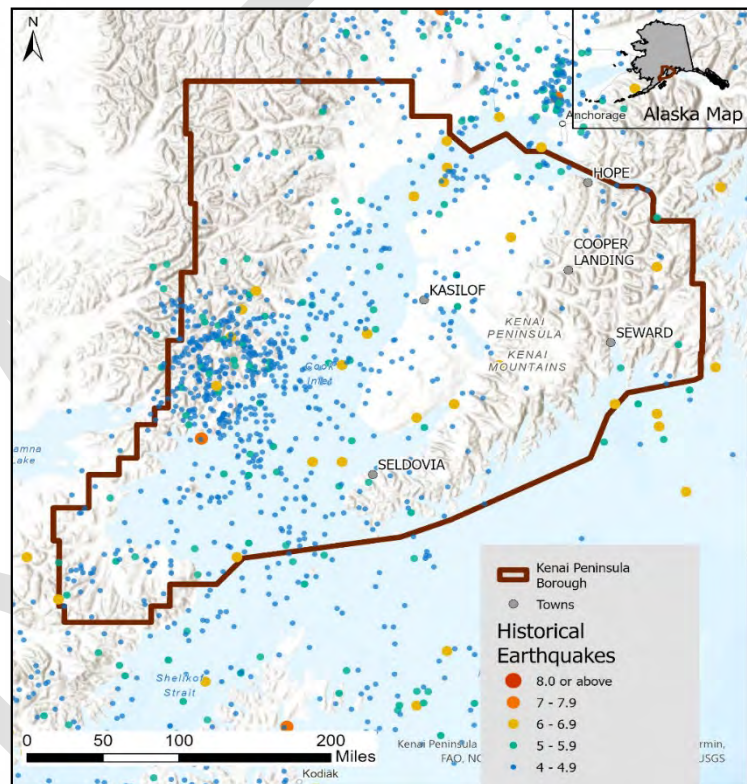 N
Alaska Map
Anchorage
HOPE
COOPER
LANDING
KASILOF
KENAI
PENINSULA
KENAI
MOUNTAINS
SEWARD
Cook
Inlet
Lake
SELDOVIA
Shelikof
Strait
Kodiak
Kenai Peninsula
Borough
Towns
Historical
Earthquakes
8.0 or above
7 - 7.9
6 - 6.9
5 - 5.9
4 - 4.9
0 50 100 200
Miles
Kenai Peninsula
FAO, USGS